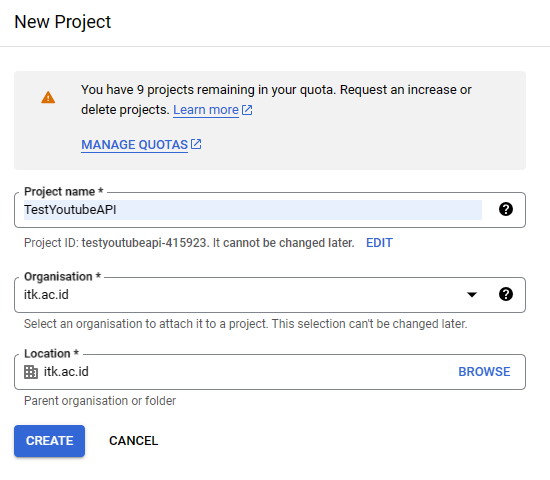 New Project
You have 9 projects remaining in your quota. Request an increase or
delete projects. Learn more
MANAGE QUOTAS
Project name *
TestYoutubeAPI
Project ID: testyoutubeapi-415923. It cannot be changed later. EDIT
Organisation *
itk.ac.id
Select an organisation to attach it to a project. This selection can't be changed later.
Location *
itk.ac.id BROWSE
Parent organisation or folder
CREATE CANCEL